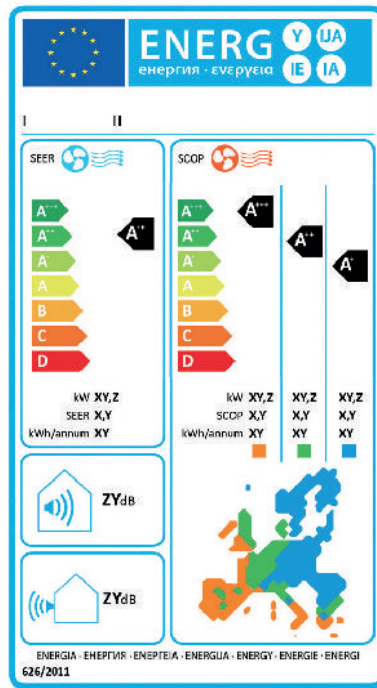 ENERG Y UA
енергия · ενεργεια IE IA
I II
SEER
A+++
A++
A+
A
B
C
D
A++
kW XY,Z
SEER X,Y
kWh/annum XY
SCOP
A+++
A++
A+
A
B
C
D
A+++
A++
A+
kW XY,Z XY,Z XY,Z
SCOP X,Y X,Y X,Y
kWh/annum XY XY XY
ZYdB
ZYdB
ENERGIA · ЕНЕРГИЯ · ΕΝΕΡΓΕΙΑ · ENERGIJA · ENERGY · ENERGIE · ENERGI
626/2011